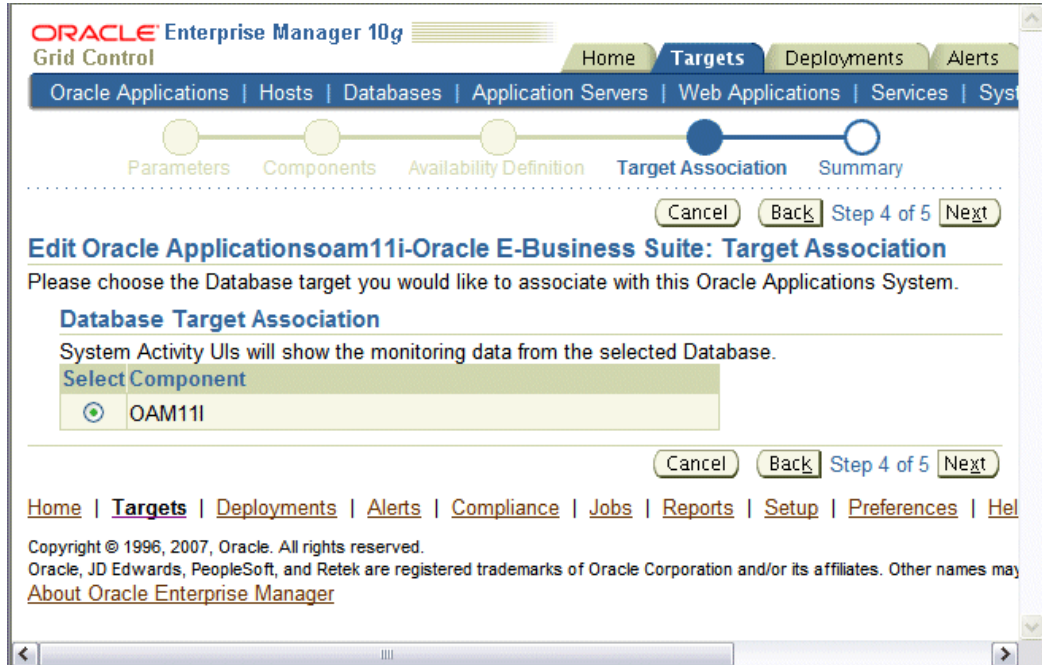 ORACLE Enterprise Manager 10g
Grid Control
Home Targets Deployments Alerts
Oracle Applications | Hosts | Databases | Application Servers | Web Applications | Services | Syst
Parameters Components Availability Definition Target Association Summary
Cancel Back Step 4 of 5 Next
Edit Oracle Applicationsoam11i-Oracle E-Business Suite: Target Association
Please choose the Database target you would like to associate with this Oracle Applications System.
Database Target Association
System Activity UIs will show the monitoring data from the selected Database.
Select Component
OAM11I
Cancel Back Step 4 of 5 Next
Home | Targets | Deployments | Alerts | Compliance | Jobs | Reports | Setup | Preferences | Hel
Copyright © 1996, 2007, Oracle. All rights reserved.
Oracle, JD Edwards, PeopleSoft, and Retek are registered trademarks of Oracle Corporation and/or its affiliates. Other names may
About Oracle Enterprise Manager